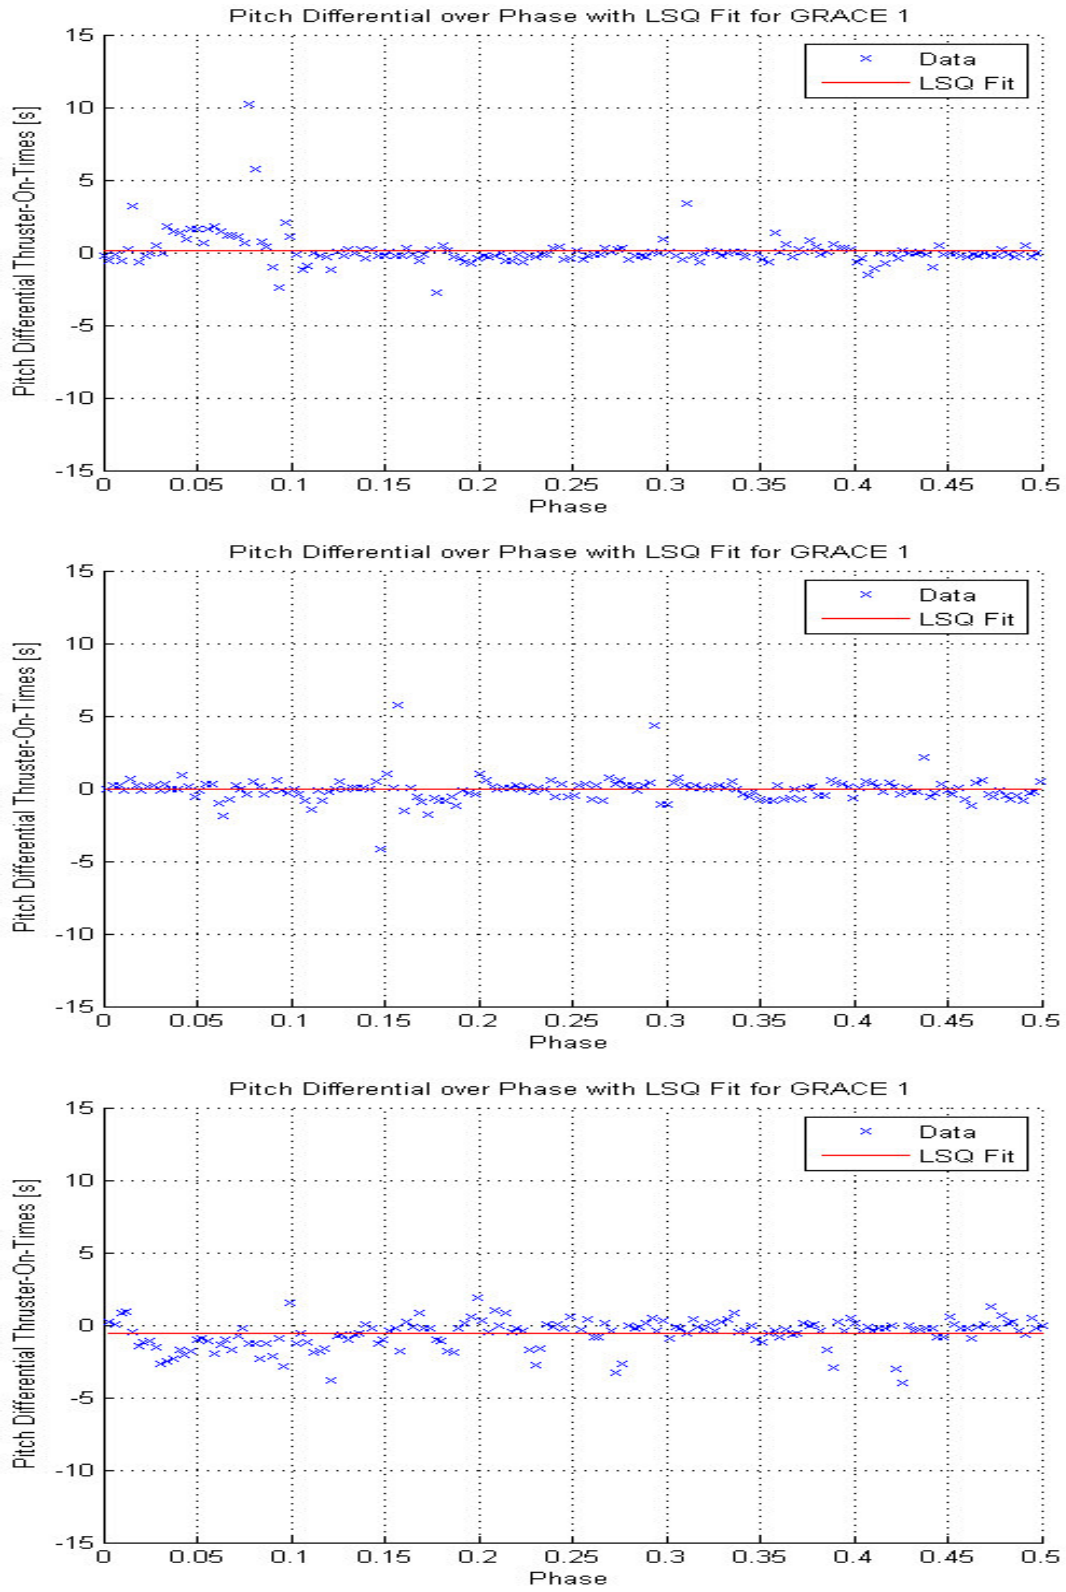 Pitch Differential over Phase with LSQ Fit for GRACE 1
15
Data
LSQ Fit
10
5
0
-5
-10
-15
Pitch Differential Thruster-On-Times [s]
0 0.05 0.1 0.15 0.2 0.25 0.3 0.35 0.4 0.45 0.5
Phase
Pitch Differential over Phase with LSQ Fit for GRACE 1
15
Data
LSQ Fit
10
5
0
-5
-10
-15
Pitch Differential Thruster-On-Times [s]
0 0.05 0.1 0.15 0.2 0.25 0.3 0.35 0.4 0.45 0.5
Phase
Pitch Differential over Phase with LSQ Fit for GRACE 1
15
Data
LSQ Fit
10
5
0
-5
-10
-15
Pitch Differential Thruster-On-Times [s]
0 0.05 0.1 0.15 0.2 0.25 0.3 0.35 0.4 0.45 0.5
Phase